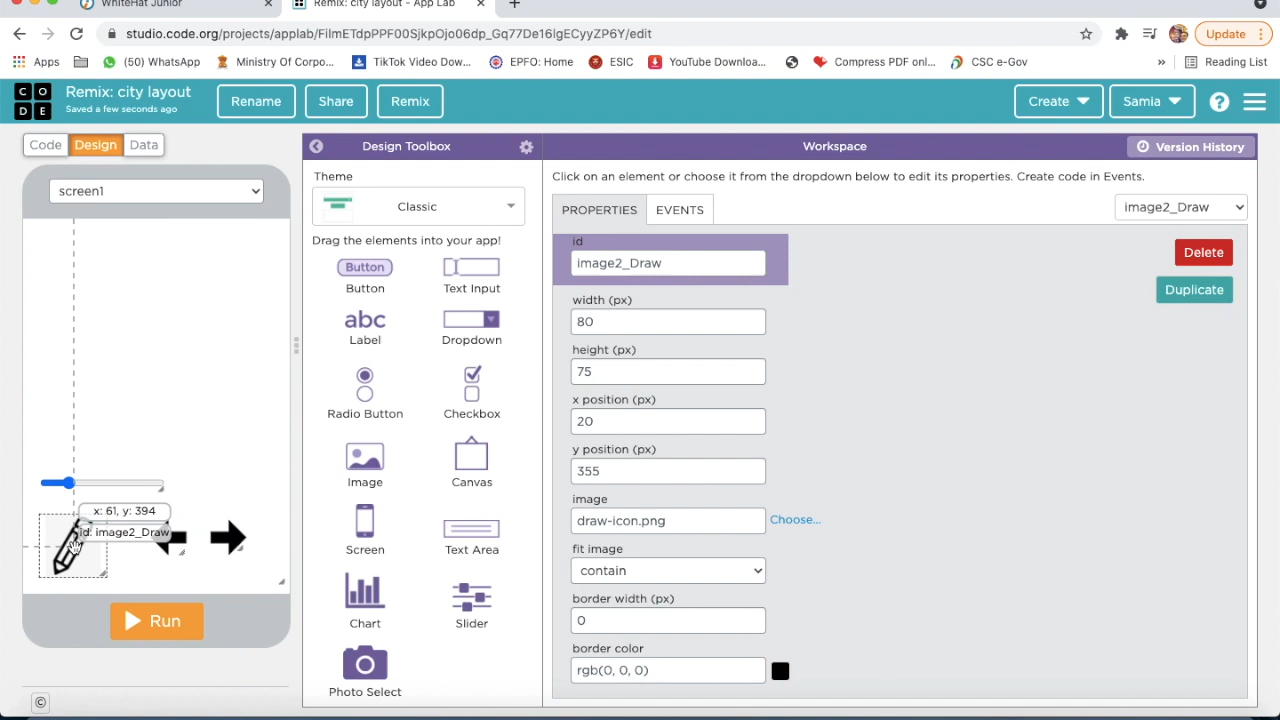 WhiteHat Junior
Remix: city layout - App Lab
studio.code.org/projects/applab/FilmETdpPPF00SjkpOjo06dp_Gq77De16lgECyyZP6Y/edit
Update
Apps
(50) WhatsApp
Ministry Of Corpo...
TikTok Video Dow...
EPFO: Home
ESIC
YouTube Downloa...
Compress PDF onl...
CSC e-Gov
»
Reading List
C O
D E
Remix: city layout
Saved a few seconds ago
Rename
Share
Remix
Create
Samia
?
Code
Design
Data
Design Toolbox
Workspace
Version History
screen1
Theme
Classic
Drag the elements into your app!
Button
Button
Text Input
abc
Label
Dropdown
Radio Button
Checkbox
Image
Canvas
Screen
Text Area
Chart
Slider
Photo Select
Click on an element or choose it from the dropdown below to edit its properties. Create code in Events.
PROPERTIES
EVENTS
image2_Draw
id
image2_Draw
Delete
Duplicate
width (px)
80
height (px)
75
x position (px)
20
y position (px)
355
image
draw-icon.png
Choose...
fit image
contain
border width (px)
0
border color
rgb(0, 0, 0)
x: 61, y: 394
id: image2_Draw
Run
©